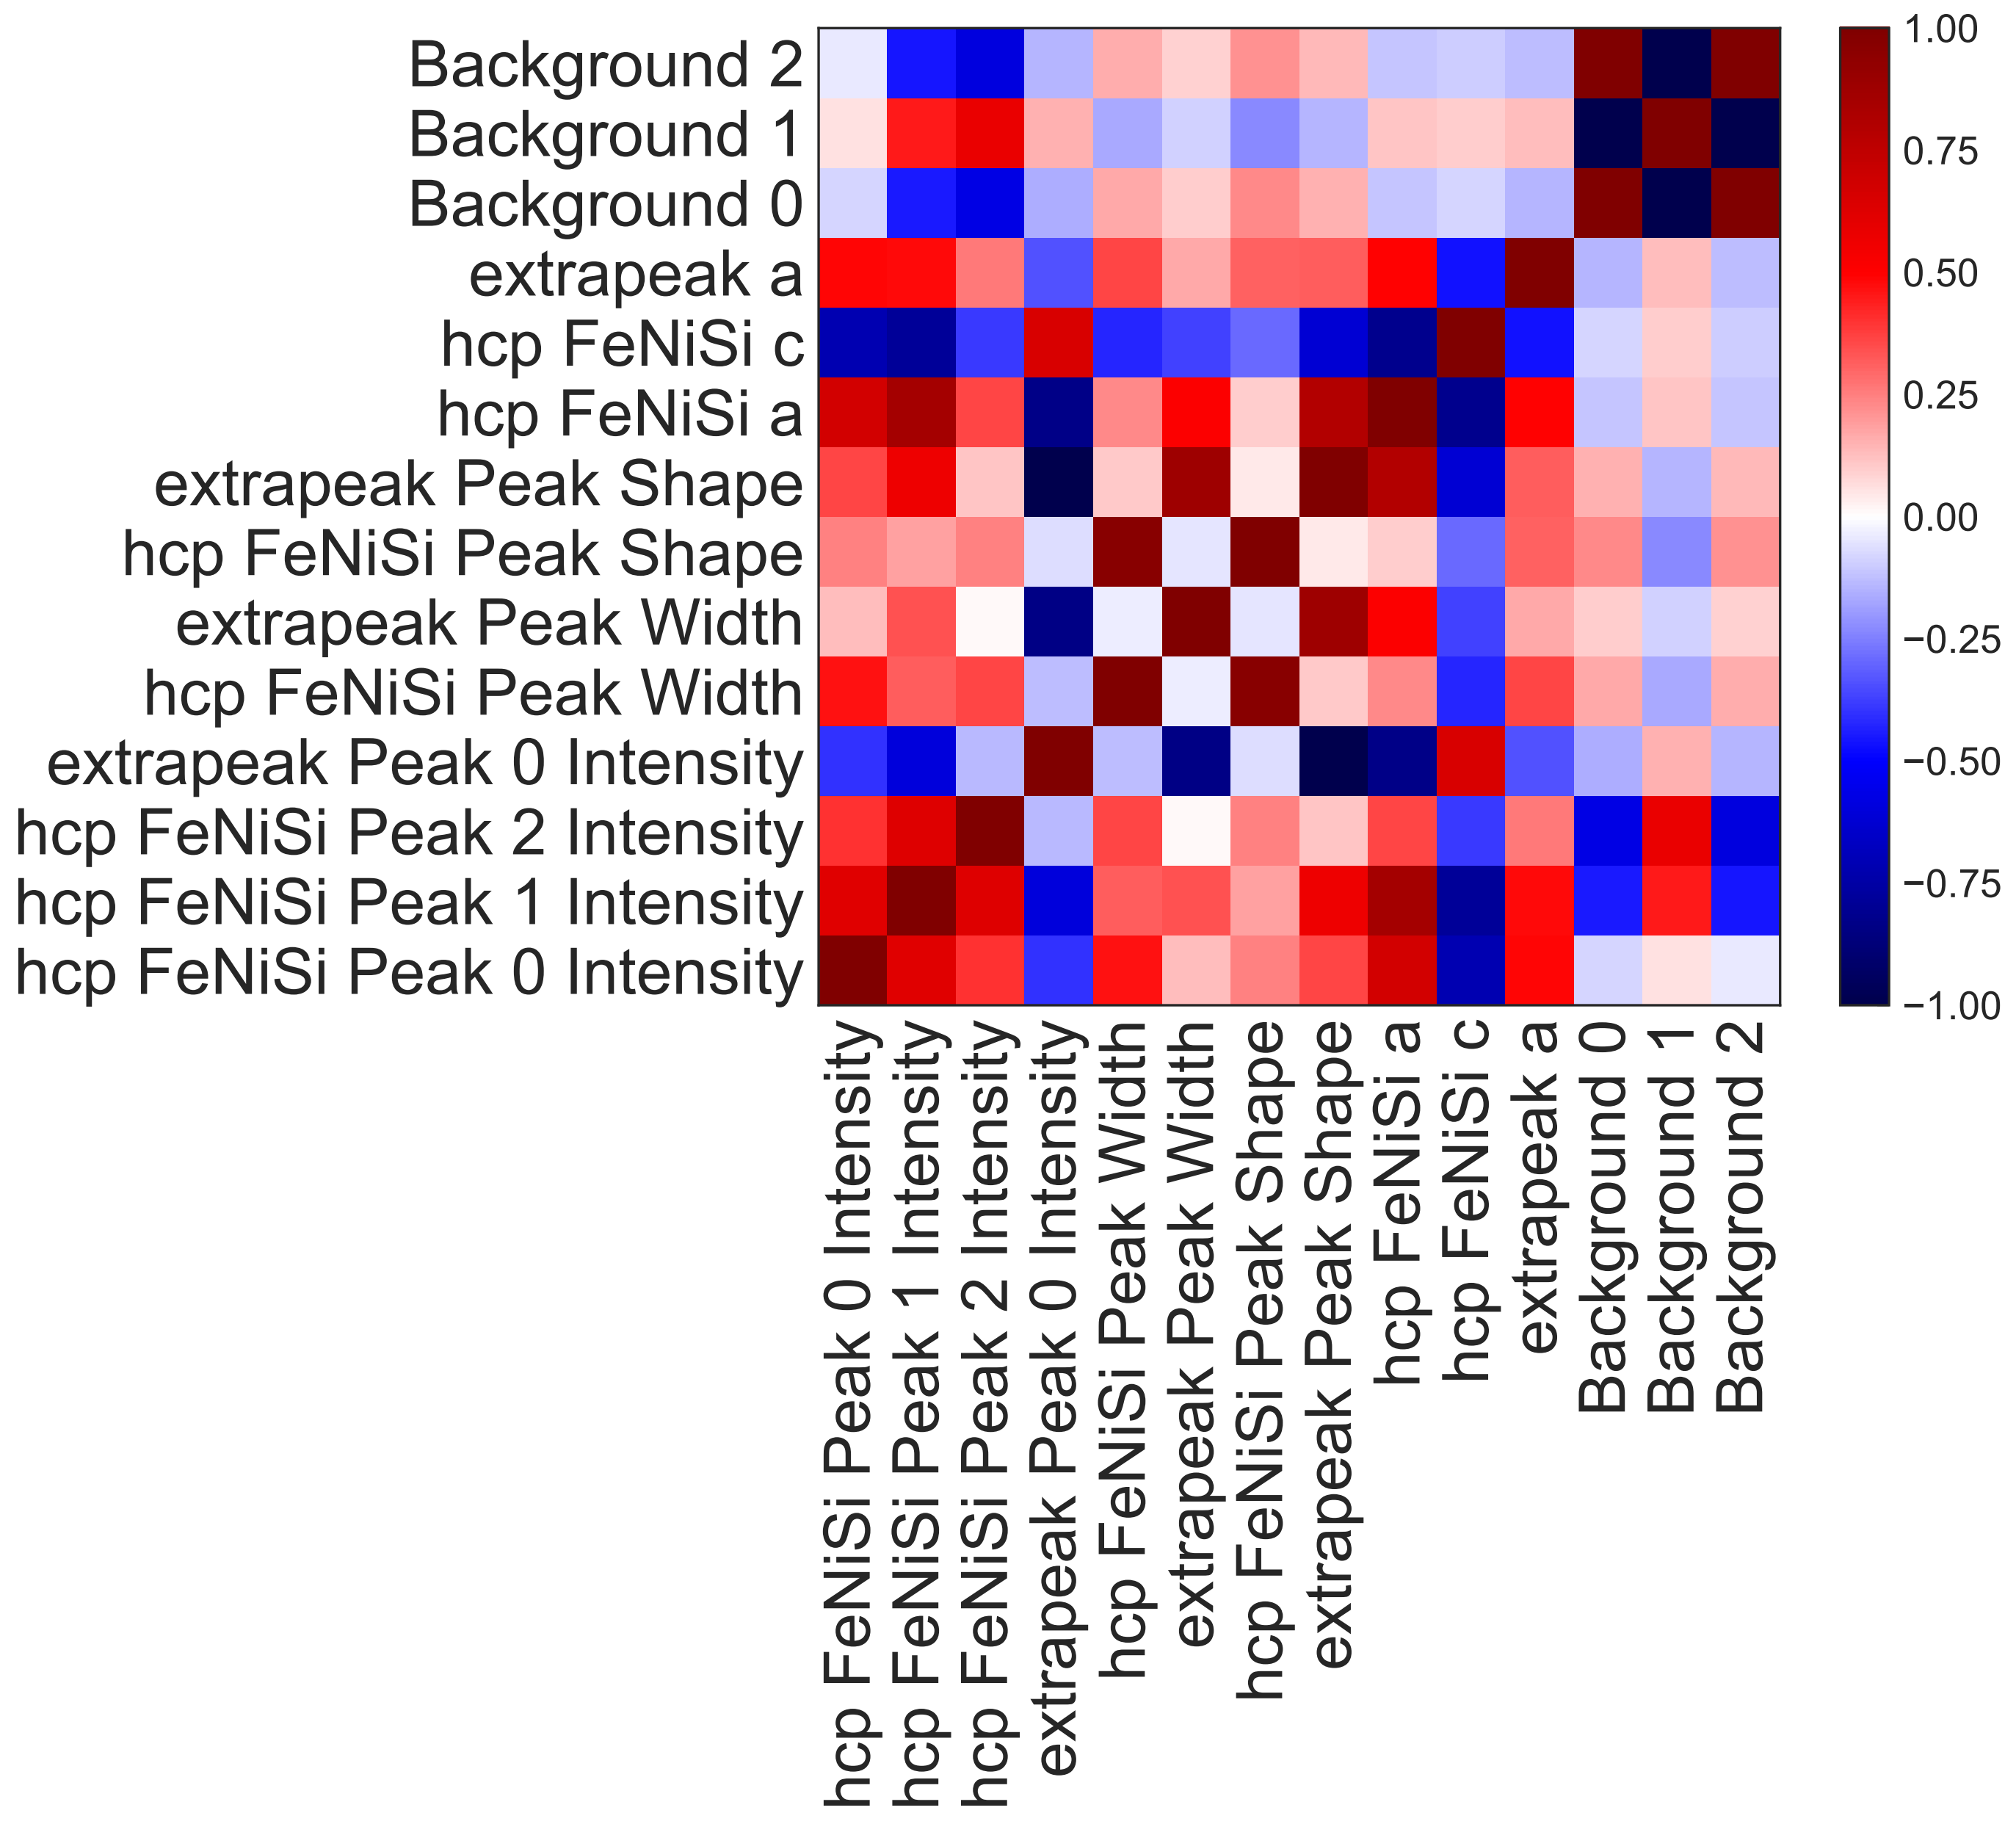 Background 2
Background 1
Background 0
extrapeak a
hcp FeNiSi c
hcp FeNiSi a
extrapeak Peak Shape
hcp FeNiSi Peak Shape
extrapeak Peak Width
hcp FeNiSi Peak Width
extrapeak Peak 0 Intensity
hcp FeNiSi Peak 2 Intensity
hcp FeNiSi Peak 1 Intensity
hcp FeNiSi Peak 0 Intensity
hcp FeNiSi Peak 0 Intensity
hcp FeNiSi Peak 1 Intensity
hcp FeNiSi Peak 2 Intensity
extrapeak Peak 0 Intensity
hcp FeNiSi Peak Width
extrapeak Peak Width
hcp FeNiSi Peak Shape
extrapeak Peak Shape
hcp FeNiSi a
hcp FeNiSi c
extrapeak a
Background 0
Background 1
Background 2
1.00
0.75
0.50
0.25
0.00
−0.25
−0.50
−0.75
−1.00